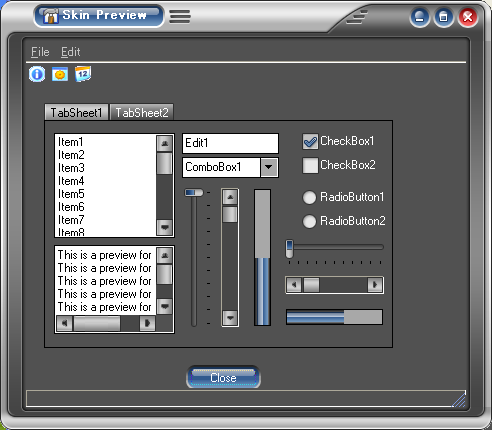 Skin Preview
File Edit
12
TabSheet1 TabSheet2
Item1
Item2
Item3
Item4
Item5
Item6
Item7
Item8
Edit1
ComboBox1
CheckBox1
CheckBox2
RadioButton1
RadioButton2
This is a preview for
This is a preview for
This is a preview for
This is a preview for
This is a preview for
Close